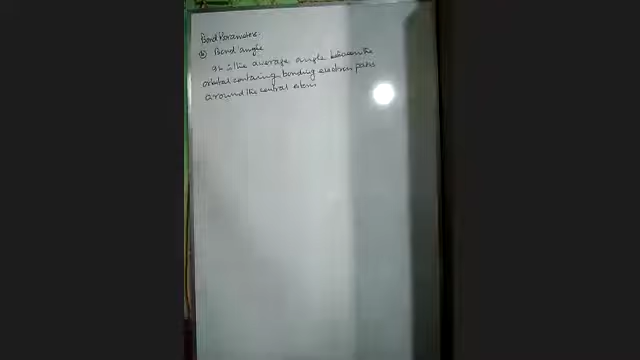 Bond Parameters.
(b) Bond angle
It is the average angle between the
orbital containing bonding electron pairs
around the central atom